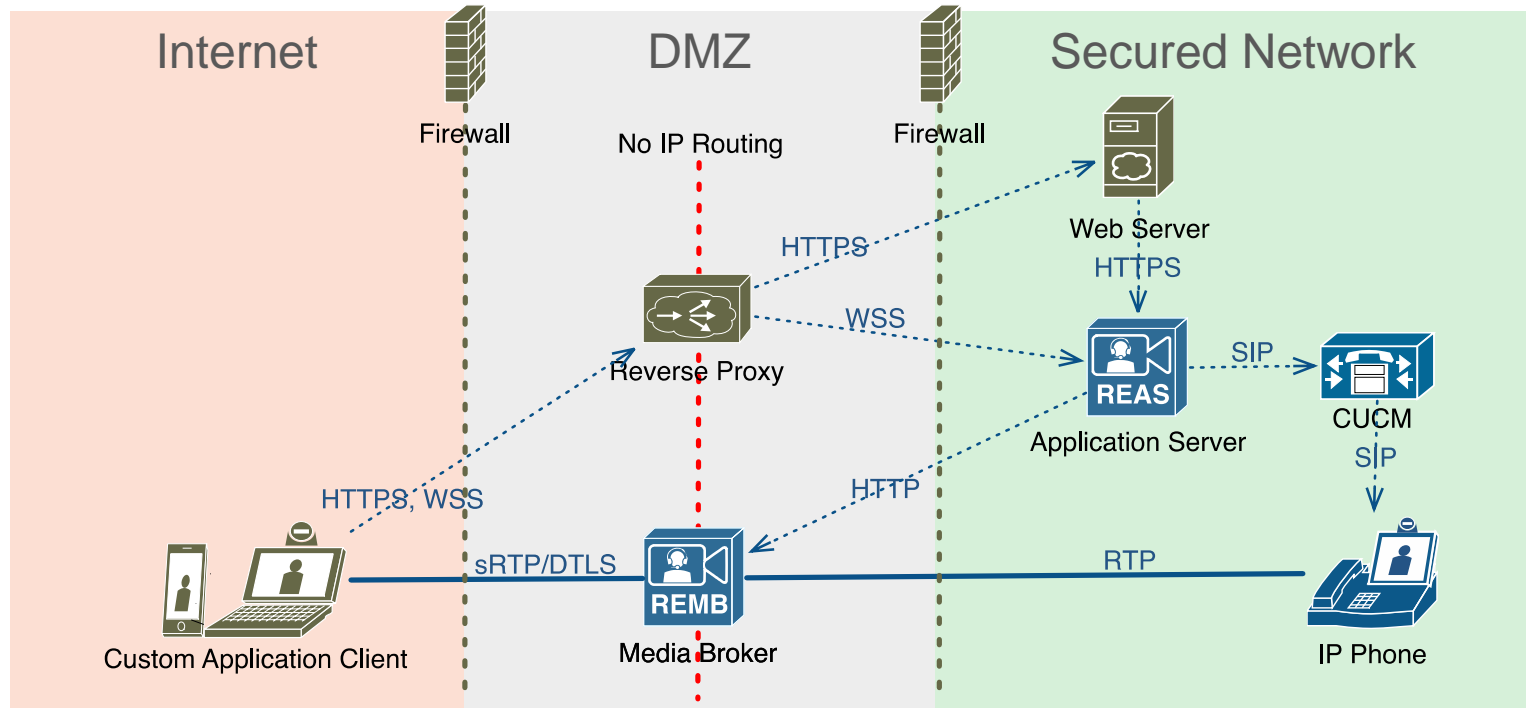 Internet
DMZ
Secured Network
Firewall
No IP Routing
Firewall
Web Server
HTTPS
HTTPS
WSS
SIP
Reverse Proxy
REAS
CUCM
Application Server
SIP
HTTPS, WSS
HTTP
sRTP/DTLS
RTP
REMB
Custom Application Client
Media Broker
IP Phone